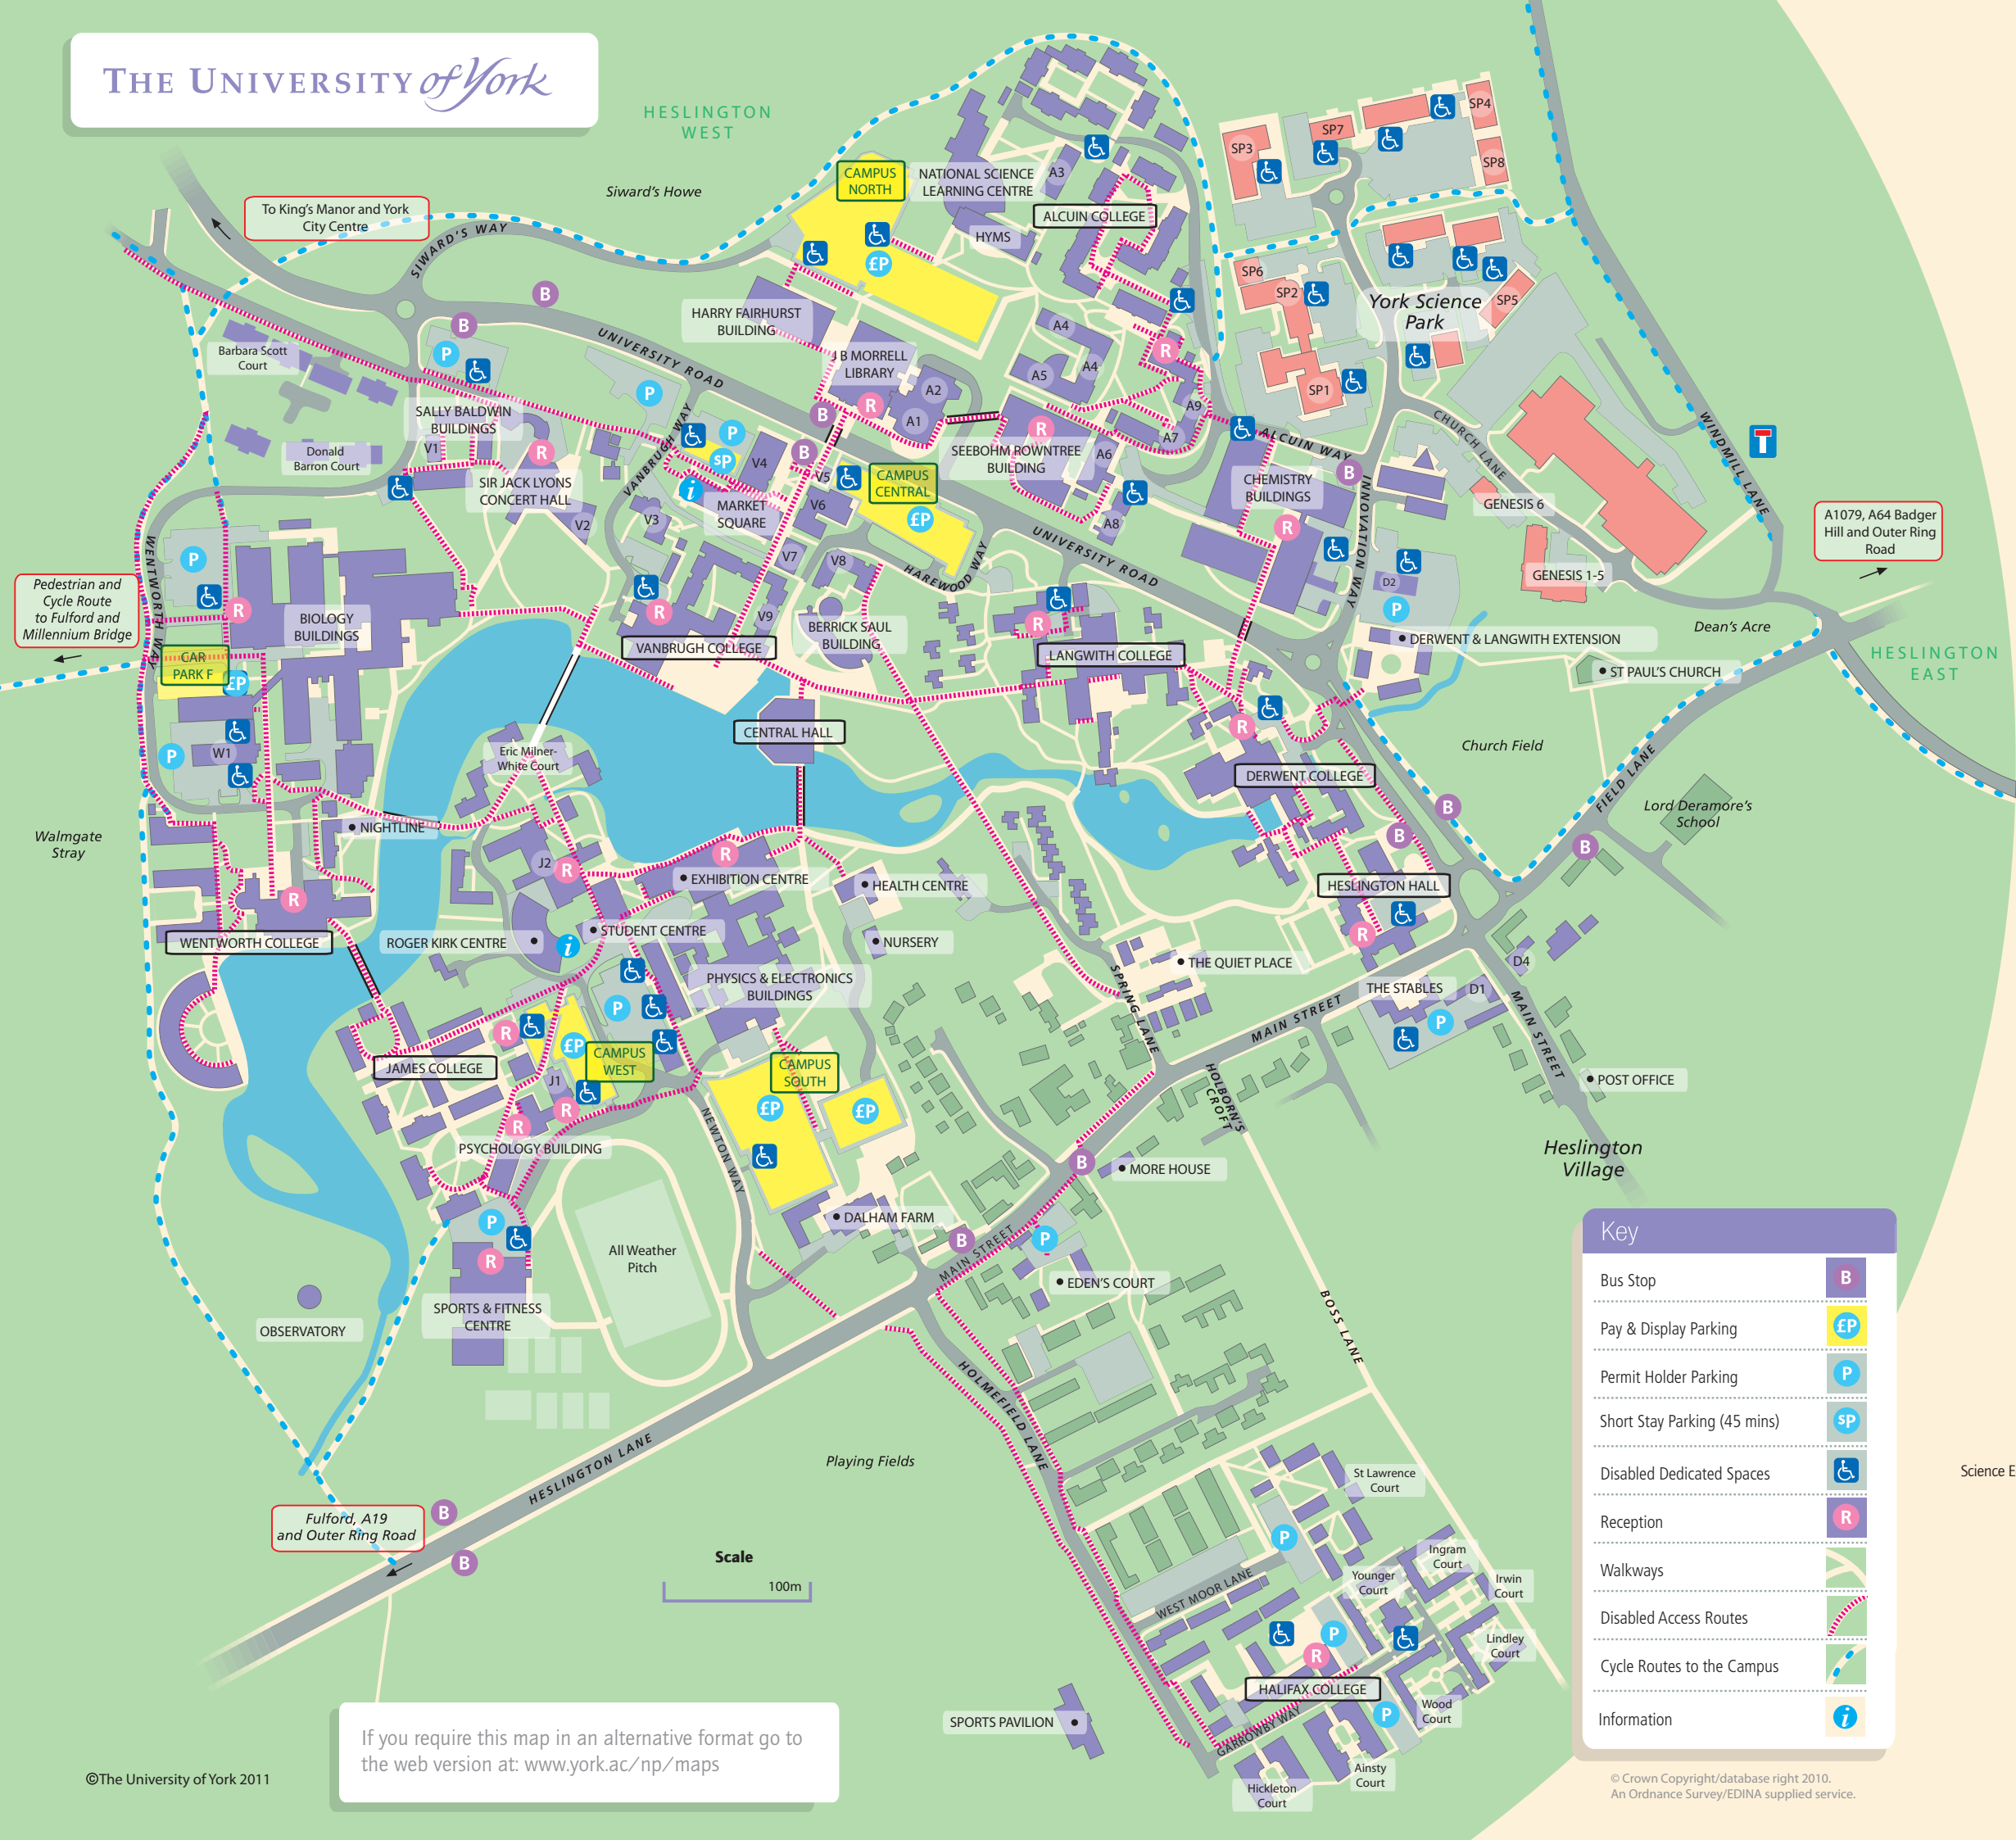 THE UNIVERSITY of York
HESLINGTON
WEST
Siward's Howe
To King's Manor and York
City Centre
SIWARD'S WAY
CAMPUS
NORTH
NATIONAL SCIENCE
LEARNING CENTRE
A3
ALCUIN COLLEGE
HYMS
SP3
SP7
SP4
SP8
SP6
SP2
SP5
York Science
Park
SP1
HARRY FAIRHURST
BUILDING
J B MORRELL
LIBRARY
UNIVERSITY ROAD
A4
A4
A5
A2
A1
A9
A7
A6
A8
SEEBOHM ROWNTREE
BUILDING
Barbara Scott
Court
Donald
Barron Court
SALLY BALDWIN
BUILDINGS
V1
SIR JACK LYONS
CONCERT HALL
V2
VANBRUGH WAY
V3
V4
V5
V6
V7
V8
V9
MARKET
SQUARE
CAMPUS
CENTRAL
HAREWOOD WAY
UNIVERSITY ROAD
CHEMISTRY
BUILDINGS
ALCUIN WAY
INNOVATION WAY
CHURCH LANE
WINDMILL LANE
GENESIS 6
GENESIS 1-5
D2
DERWENT & LANGWITH EXTENSION
ST PAUL'S CHURCH
Dean's Acre
A1079, A64 Badger
Hill and Outer Ring
Road
HESLINGTON
EAST
Pedestrian and
Cycle Route
to Fulford and
Millennium Bridge
WENTWORTH WAY
BIOLOGY
BUILDINGS
CAR
PARK F
W1
VANBRUGH COLLEGE
BERRICK SAUL
BUILDING
LANGWITH COLLEGE
CENTRAL HALL
Eric Milner-
White Court
DERWENT COLLEGE
Church Field
FIELD LANE
Lord Deramore's
School
Walmgate
Stray
NIGHTLINE
J2
EXHIBITION CENTRE
HEALTH CENTRE
HESLINGTON HALL
WENTWORTH COLLEGE
ROGER KIRK CENTRE
STUDENT CENTRE
NURSERY
THE QUIET PLACE
PHYSICS & ELECTRONICS
BUILDINGS
SPRING LANE
THE STABLES
D1
D4
MAIN STREET
MAIN STREET
JAMES COLLEGE
J1
CAMPUS
WEST
CAMPUS
SOUTH
HOLBORN'S
CROFT
POST OFFICE
PSYCHOLOGY BUILDING
NEWTON WAY
MORE HOUSE
Heslington
Village
DALHAM FARM
MAIN STREET
EDEN'S COURT
All Weather
Pitch
OBSERVATORY
SPORTS & FITNESS
CENTRE
BOSS LANE
HOLMEFIELD LANE
HESLINGTON LANE
Playing Fields
Fulford, A19
and Outer Ring Road
Scale
100m
St Lawrence
Court
WEST MOOR LANE
Ingram
Court
Younger
Court
Irwin
Court
Lindley
Court
HALIFAX COLLEGE
Wood
Court
GARROWBY WAY
Ainsty
Court
Hickleton
Court
SPORTS PAVILION
Science E
Key
Bus Stop B
Pay & Display Parking £P
Permit Holder Parking P
Short Stay Parking (45 mins) SP
Disabled Dedicated Spaces
Reception R
Walkways
Disabled Access Routes
Cycle Routes to the Campus
Information i
If you require this map in an alternative format go to
the web version at: www.york.ac/np/maps
©The University of York 2011
© Crown Copyright/database right 2010.
An Ordnance Survey/EDINA supplied service.